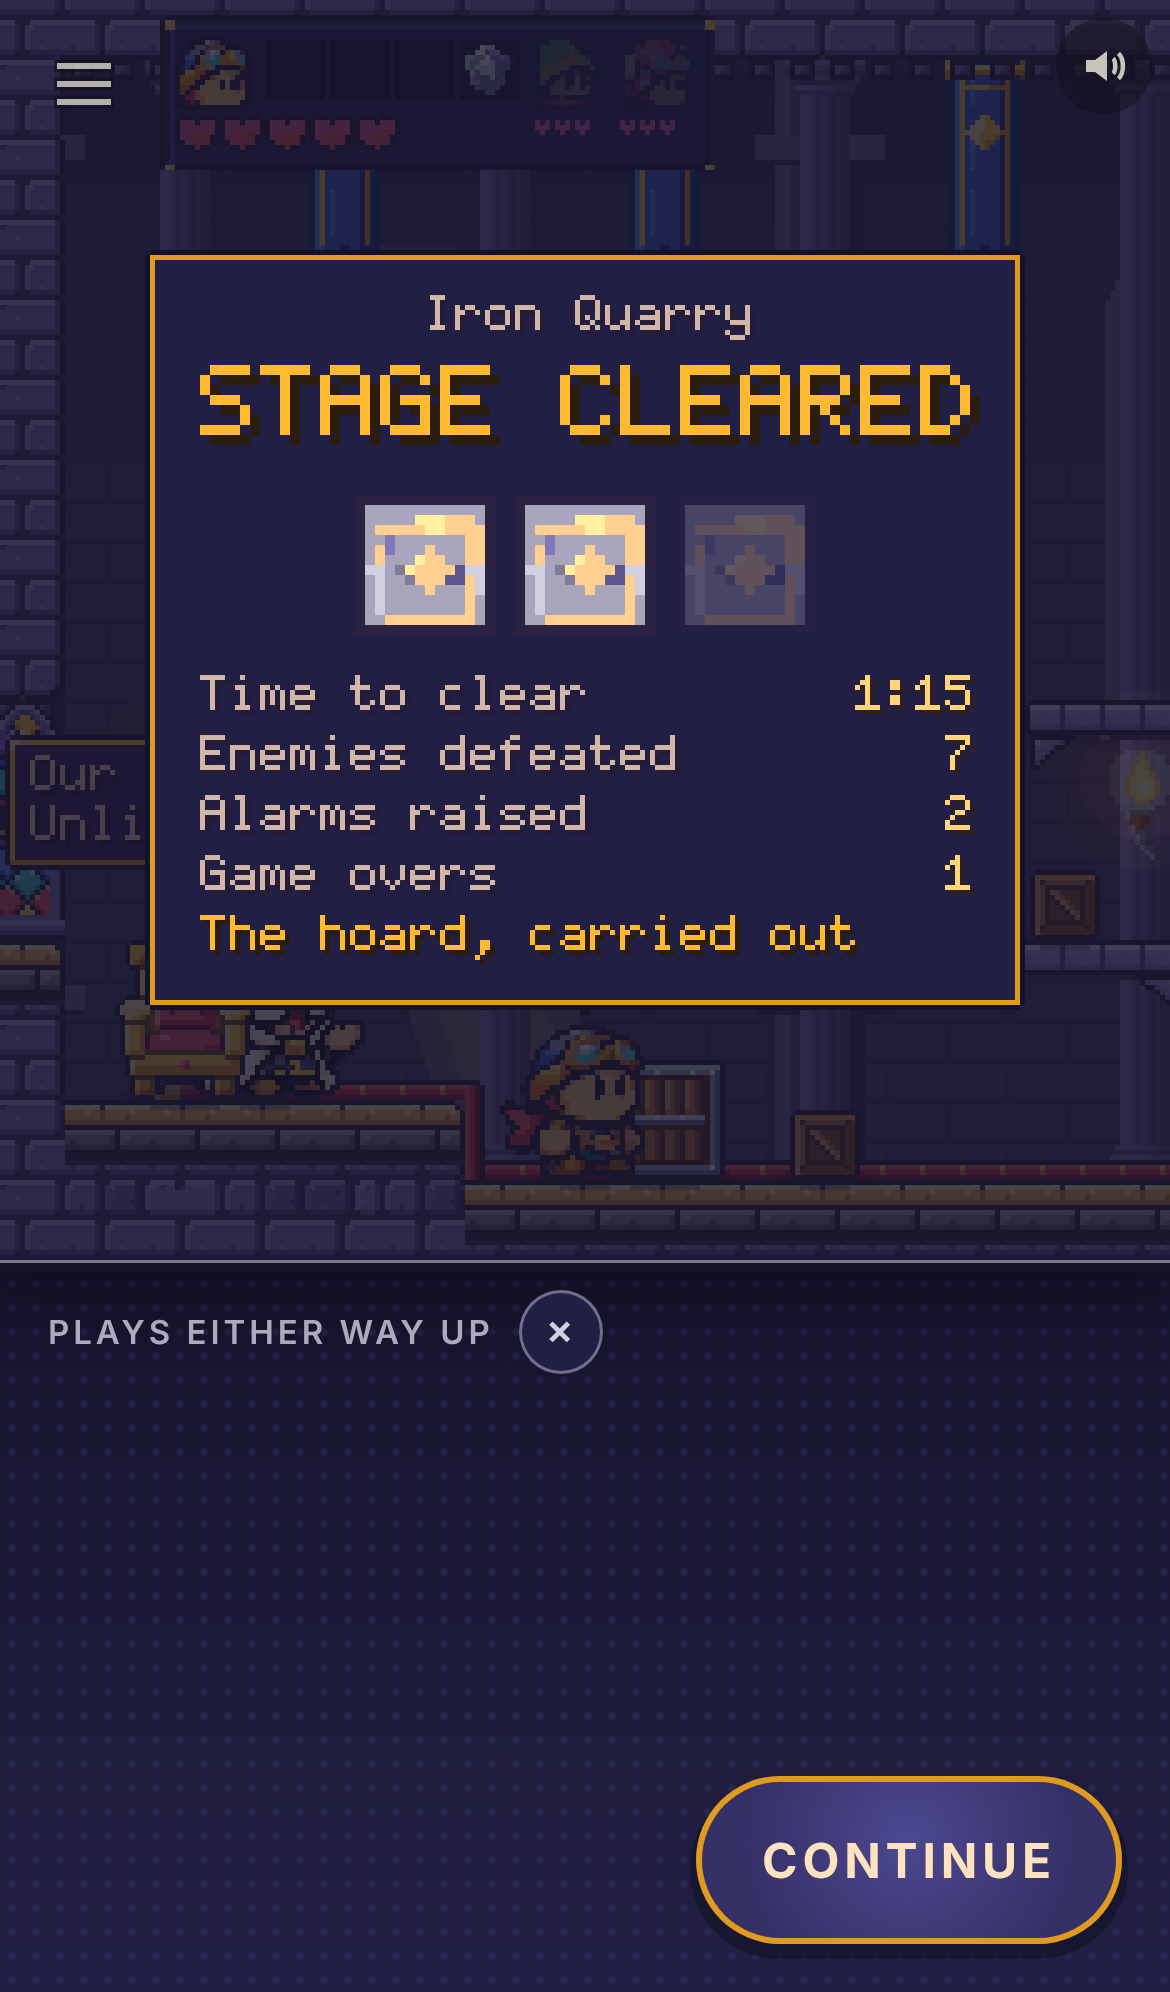 Iron Quarry
STAGE CLEARED
Time to clear 1:15
Enemies defeated 7
Alarms raised 2
Game overs 1
The hoard, carried out
Our
Unli
PLAYS EITHER WAY UP ×
CONTINUE